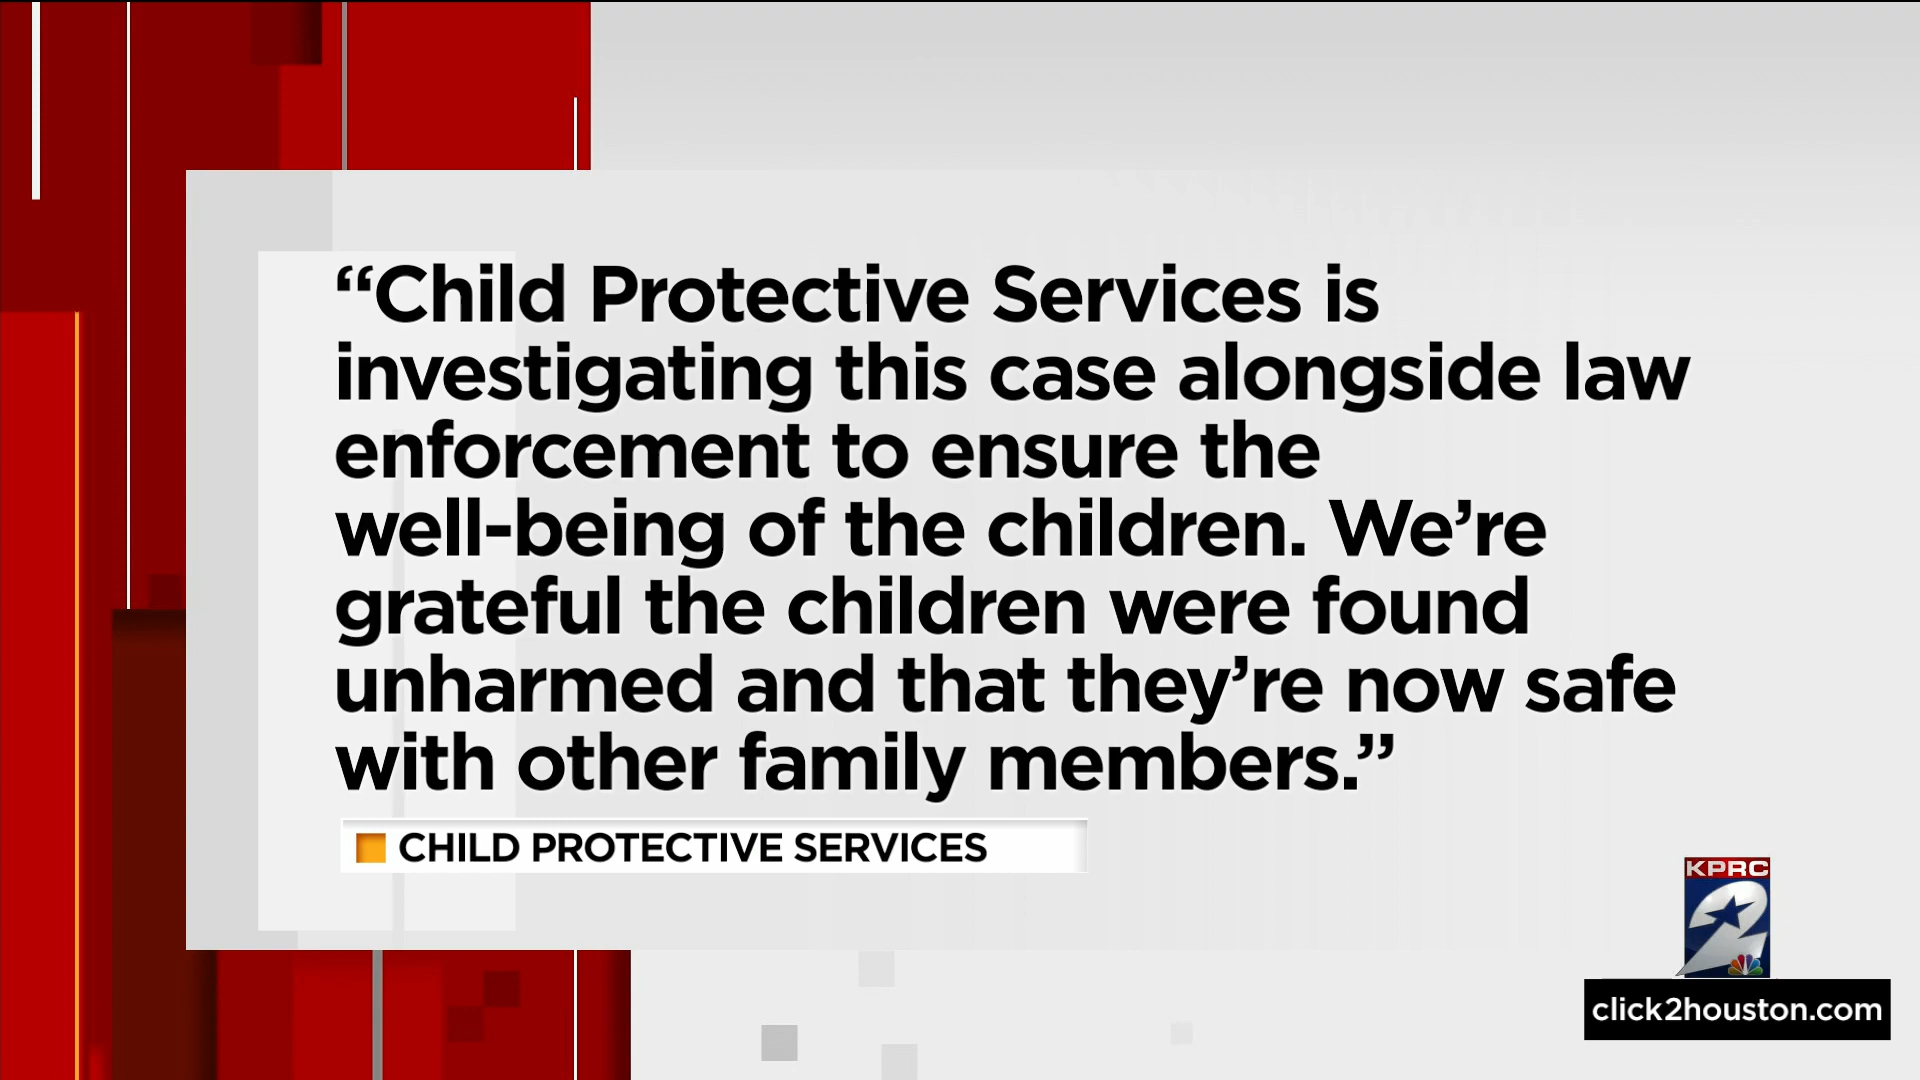 “Child Protective Services is
investigating this case alongside law
enforcement to ensure the
well-being of the children. We’re
grateful the children were found
unharmed and that they’re now safe
with other family members.”
CHILD PROTECTIVE SERVICES
KPRC
2
click2houston.com